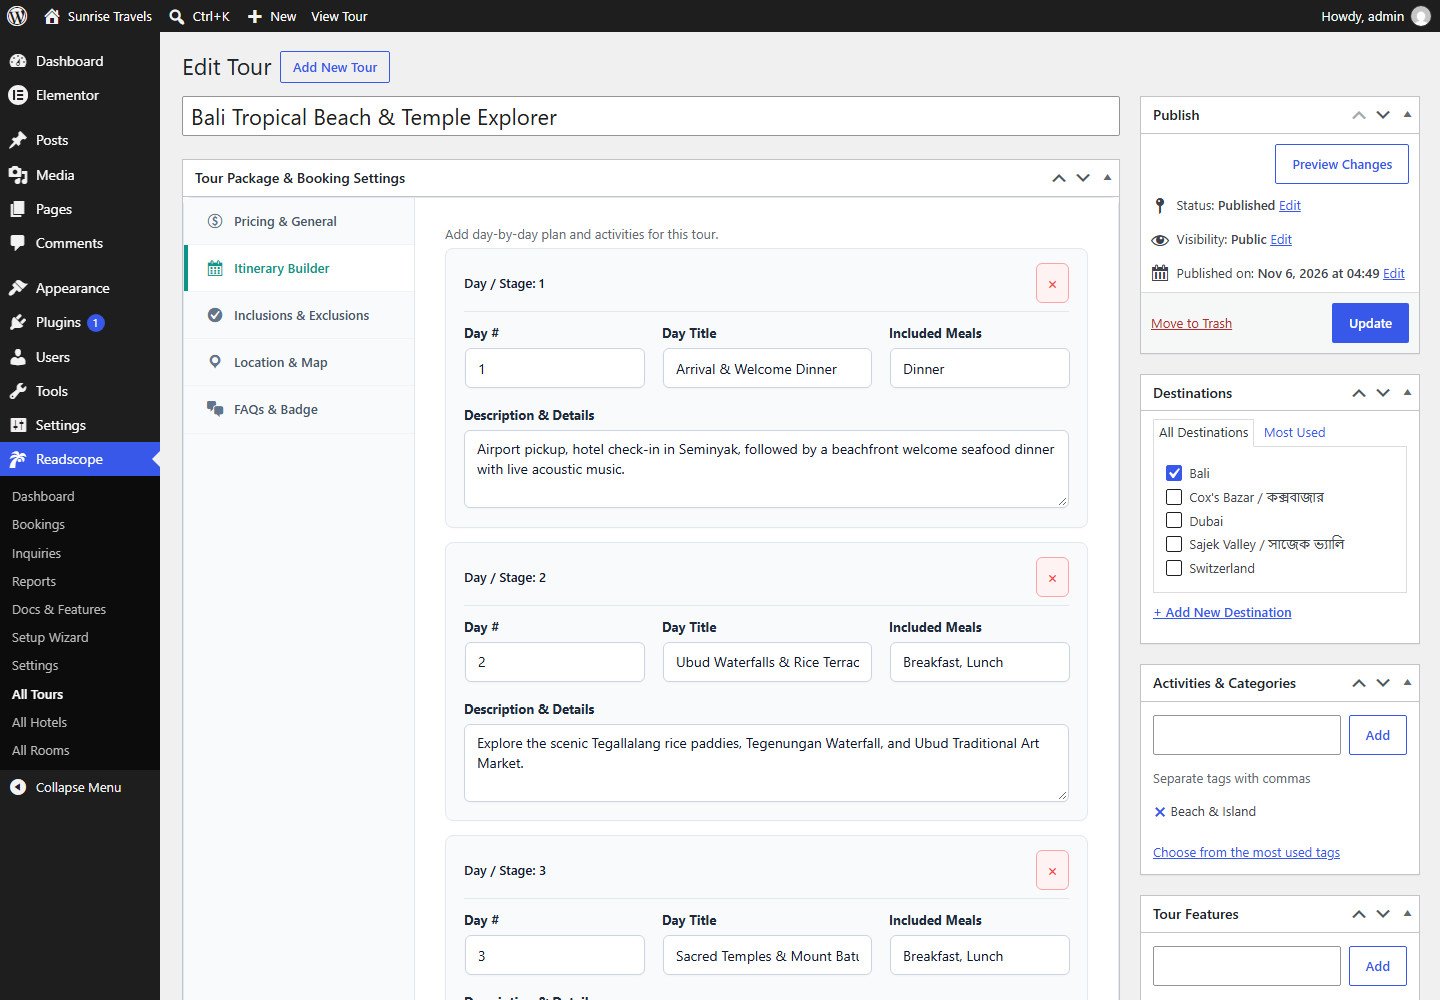 Sunrise Travels
Ctrl+K
New
View Tour
Howdy, admin
Dashboard
Elementor
Posts
Media
Pages
Comments
Appearance
Plugins 1
Users
Tools
Settings
Readscope
Dashboard
Bookings
Inquiries
Reports
Docs & Features
Setup Wizard
Settings
All Tours
All Hotels
All Rooms
Collapse Menu
Edit Tour
Add New Tour
Bali Tropical Beach & Temple Explorer
Tour Package & Booking Settings
Pricing & General
Itinerary Builder
Inclusions & Exclusions
Location & Map
FAQs & Badge
Add day-by-day plan and activities for this tour.
Day / Stage: 1
×
Day # Day Title Included Meals
1 Arrival & Welcome Dinner Dinner
Description & Details
Airport pickup, hotel check-in in Seminyak, followed by a beachfront welcome seafood dinner
with live acoustic music.
Day / Stage: 2
×
Day # Day Title Included Meals
2 Ubud Waterfalls & Rice Terrac Breakfast, Lunch
Description & Details
Explore the scenic Tegallalang rice paddies, Tegenungan Waterfall, and Ubud Traditional Art
Market.
Day / Stage: 3
×
Day # Day Title Included Meals
3 Sacred Temples & Mount Batu Breakfast, Lunch
Description & Details
Publish
Preview Changes
Status: Published Edit
Visibility: Public Edit
Published on: Nov 6, 2026 at 04:49 Edit
Move to Trash
Update
Destinations
All Destinations Most Used
Bali
Cox's Bazar / কক্সবাজার
Dubai
Sajek Valley / সাজেক ভ্যালি
Switzerland
+ Add New Destination
Activities & Categories
Add
Separate tags with commas
Beach & Island
Choose from the most used tags
Tour Features
Add